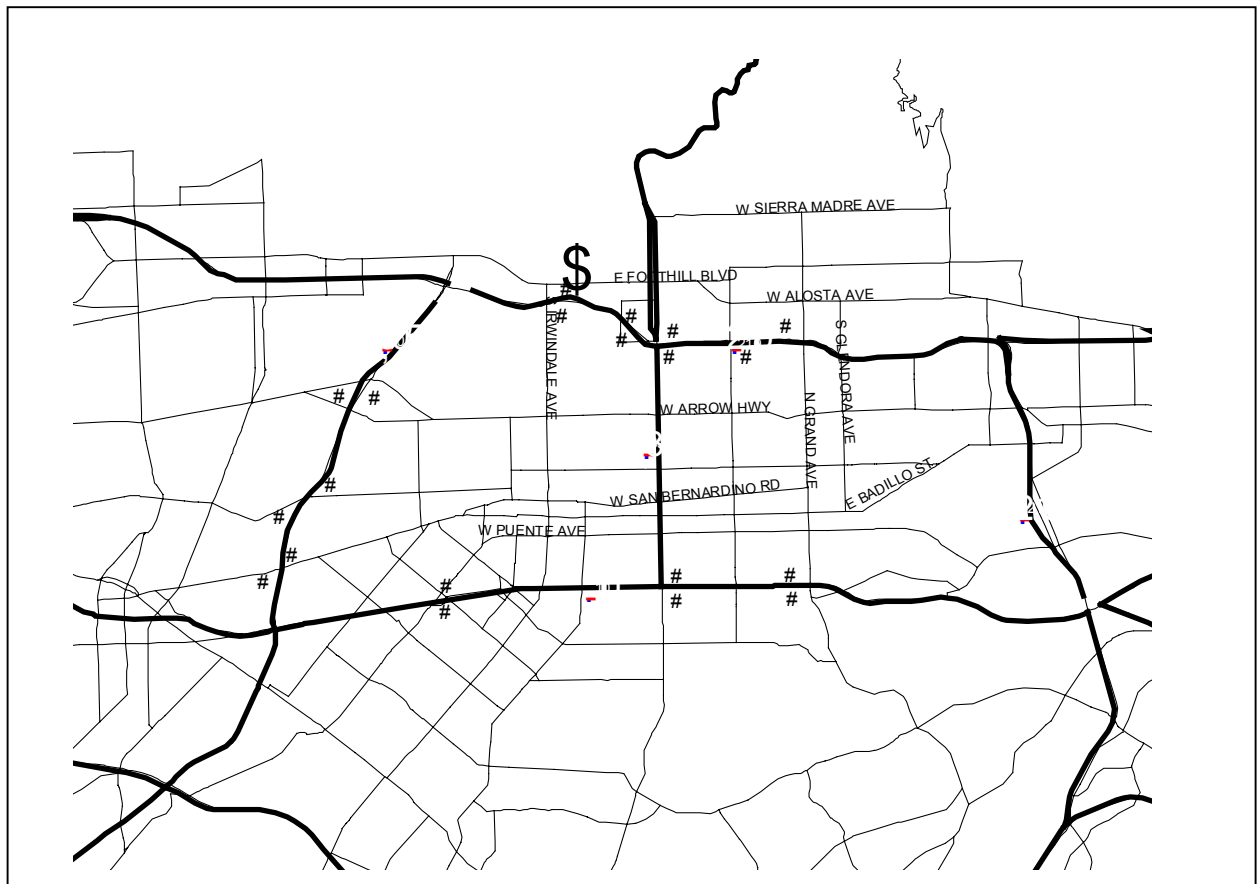 W SIERRA MADRE AVE
$
E FOOTHILL BLVD
#
W ALOSTA AVE
#
#
#
#
#
#
#
S IRWINDALE AVE
S GLENDORA AVE
#
#
W ARROW HWY
N GRAND AVE
E BADILLO ST
#
W SAN BERNARDINO RD
#
W PUENTE AVE
#
#
#
#
#
#
#
#